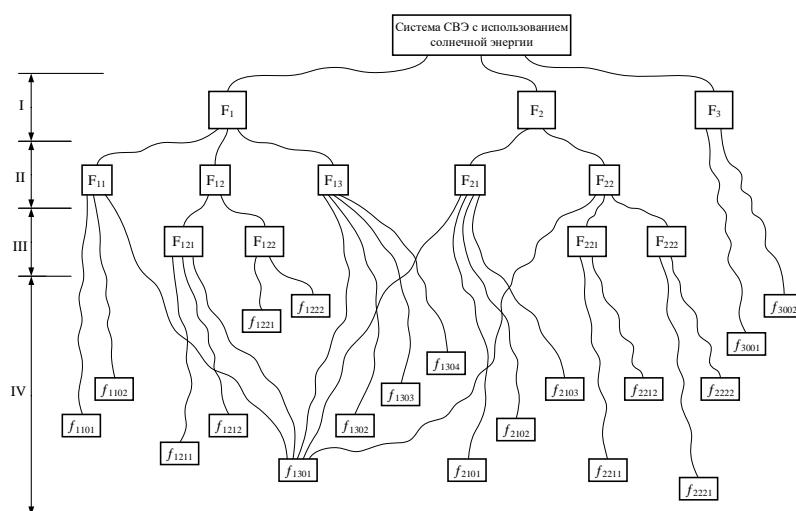 Система СВЭ с использованием
солнечной энергии
I
F₁
F₂
F₃
II
F₁₁
F₁₂
F₁₃
F₂₁
F₂₂
III
F₁₂₁
F₁₂₂
F₂₂₁
F₂₂₂
IV
f₁₂₂₁
f₁₂₂₂
f₃₀₀₂
f₃₀₀₁
f₁₃₀₄
f₁₁₀₂
f₁₃₀₃
f₂₁₀₃
f₂₂₁₂
f₂₂₂₂
f₁₁₀₁
f₁₂₁₂
f₁₃₀₂
f₂₁₀₂
f₁₂₁₁
f₁₃₀₁
f₂₁₀₁
f₂₂₁₁
f₂₂₂₁